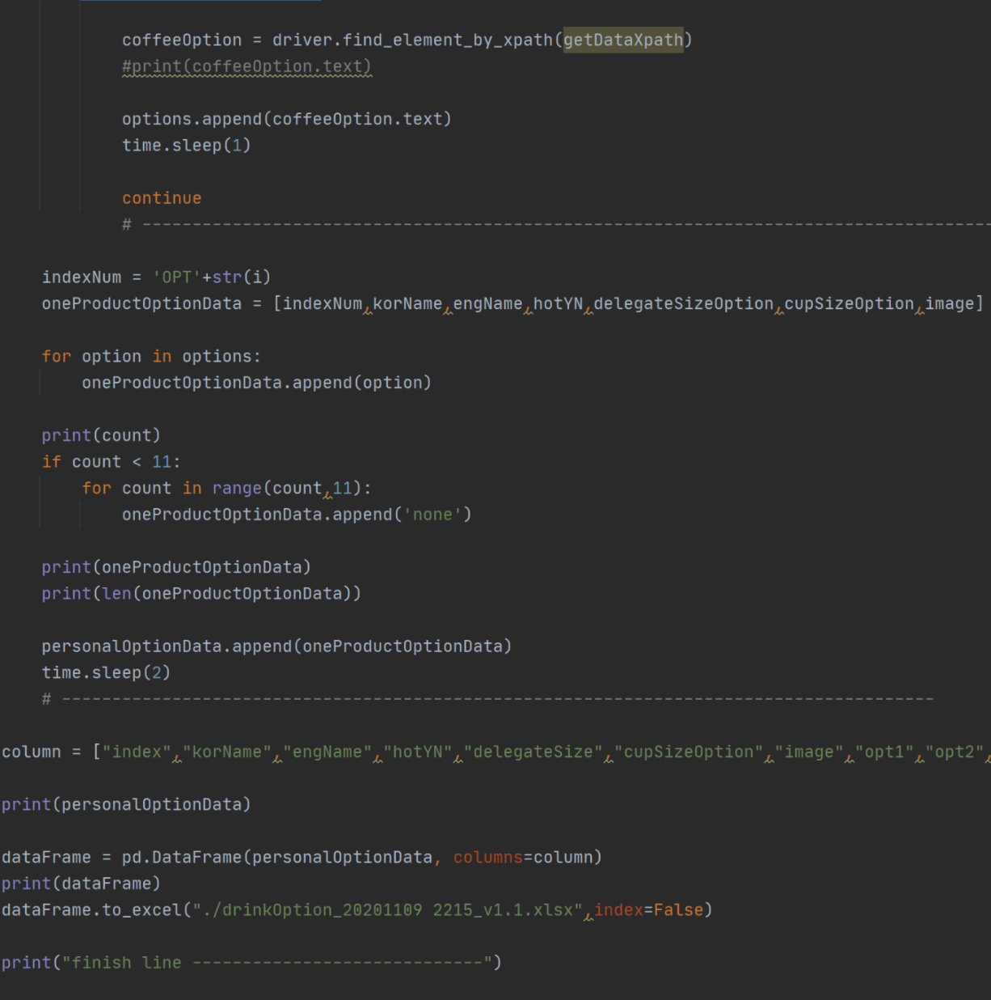 coffeeOption = driver.find_element_by_xpath(getDataXpath)
#print(coffeeOption.text)
options.append(coffeeOption.text)
time.sleep(1)
continue
# -------------------------------------------------------------------------------------
indexNum = 'OPT'+str(i)
oneProductOptionData = [indexNum,korName,engName,hotYN,delegateSizeOption,cupSizeOption,image]
for option in options:
oneProductOptionData.append(option)
print(count)
if count < 11:
for count in range(count,11):
oneProductOptionData.append('none')
print(oneProductOptionData)
print(len(oneProductOptionData))
personalOptionData.append(oneProductOptionData)
time.sleep(2)
# ---------------------------------------------------------------------------------------
column = ["index","korName","engName","hotYN","delegateSize","cupSizeOption","image","opt1","opt2",
print(personalOptionData)
dataFrame = pd.DataFrame(personalOptionData, columns=column)
print(dataFrame)
dataFrame.to_excel("./drinkOption_20201109 2215_v1.1.xlsx",index=False)
print("finish line -----------------------------")